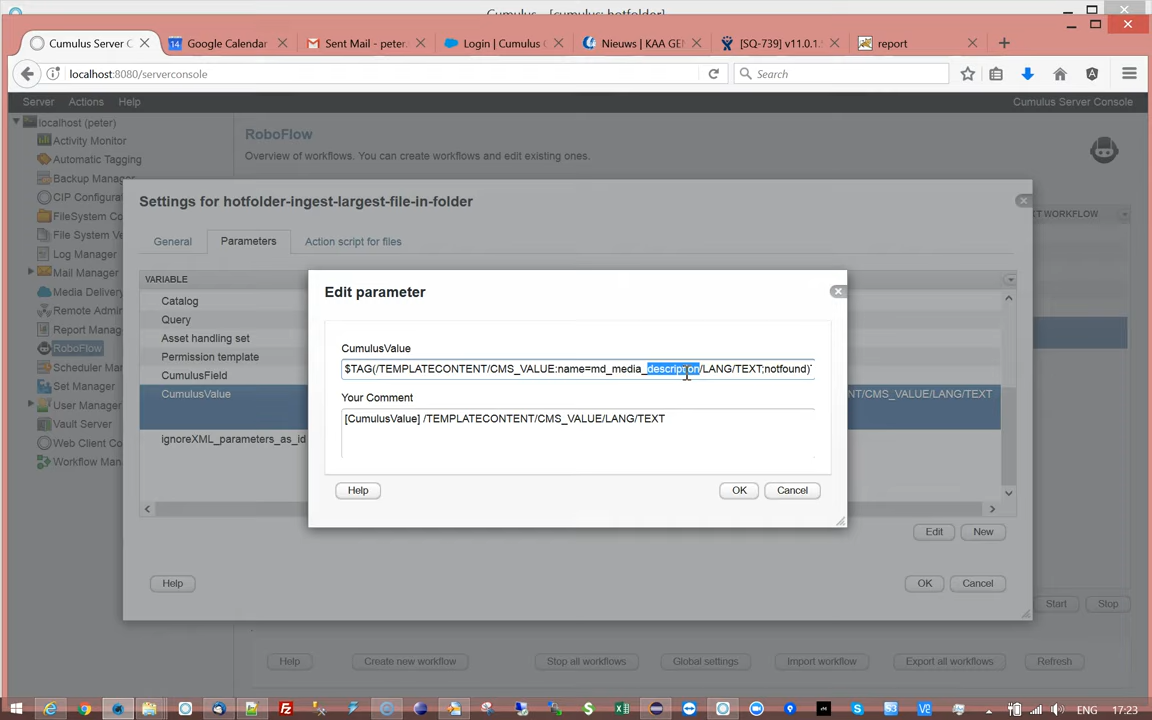 Cumulus - [cumulus: hotfolder]
Cumulus Server C
Google Calendar
Sent Mail - peter.
Login | Cumulus
Nieuws | KAA GEN
[SQ-739] v11.0.1.
report
localhost:8080/serverconsole
Search
Server Actions Help
Cumulus Server Console
localhost (peter)
Activity Monitor
Automatic Tagging
Backup Manager
CIP Configura
FileSystem Co
File System Ve
Log Manager
Mail Manager
Media Delivery
Remote Admin
Report Manag
RoboFlow
Scheduler Man
Set Manager
User Manager
Vault Server
Web Client Co
Workflow Man
RoboFlow
Overview of workflows. You can create workflows and edit existing ones.
T WORKFLOW
Settings for hotfolder-ingest-largest-file-in-folder
General
Parameters
Action script for files
VARIABLE
Catalog
Query
Asset handling set
Permission template
CumulusField
CumulusValue
NT/CMS_VALUE/LANG/TEXT
ignoreXML_parameters_as_id
Edit parameter
CumulusValue
$TAG(/TEMPLATECONTENT/CMS_VALUE:name=md_media_description/LANG/TEXT;notfound)
Your Comment
[CumulusValue] /TEMPLATECONTENT/CMS_VALUE/LANG/TEXT
Help
OK
Cancel
Edit
New
Help
OK
Cancel
Start
Stop
Help
Create new workflow
Stop all workflows
Global settings
Import workflow
Export all workflows
Refresh
ENG
17:23